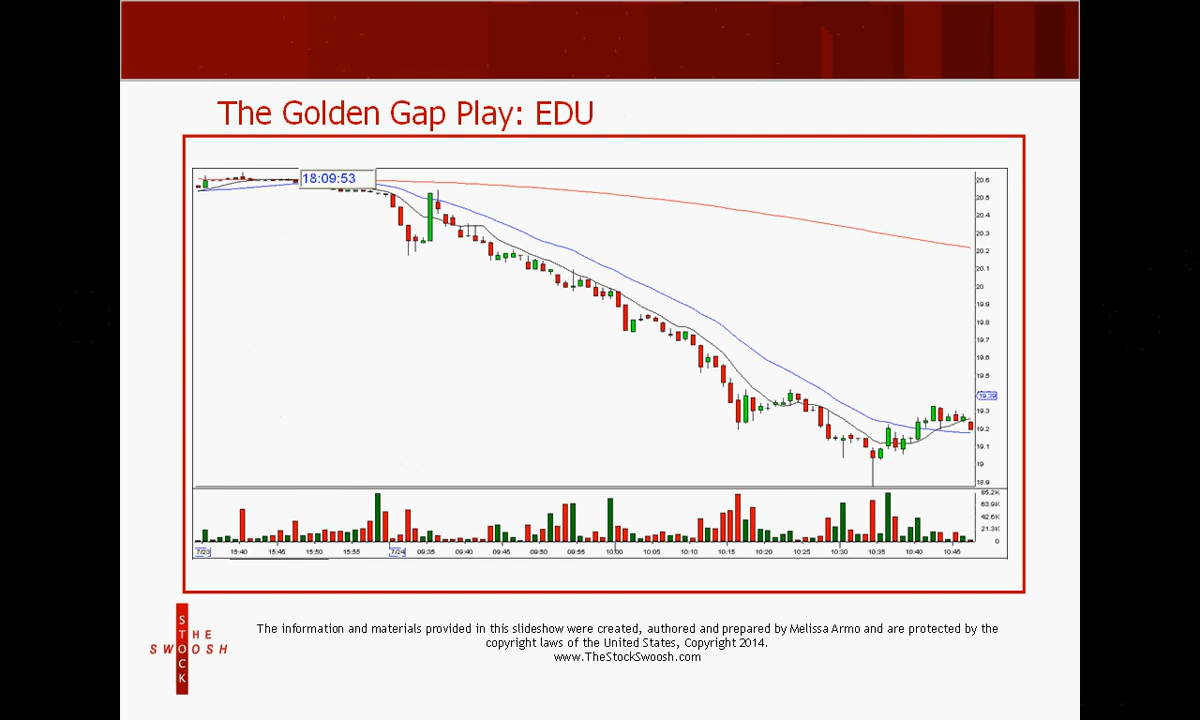 The Golden Gap Play: EDU
18:09:53
20.6
20.5
20.4
20.3
20.2
20.1
20
19.9
19.8
19.7
19.6
19.5
19.39
19.3
19.2
19.1
19
18.9
85.2K
63.9K
42.6K
21.3K
0
7/23 15:40 15:45 15:50 15:55 7/24 09:35 09:40 09:45 09:50 09:55 10:00 10:05 10:10 10:15 10:20 10:25 10:30 10:35 10:40 10:45
THE
STOCK
SWOOSH
The information and materials provided in this slideshow were created, authored and prepared by Melissa Armo and are protected by the
copyright laws of the United States, Copyright 2014.
www.TheStockSwoosh.com